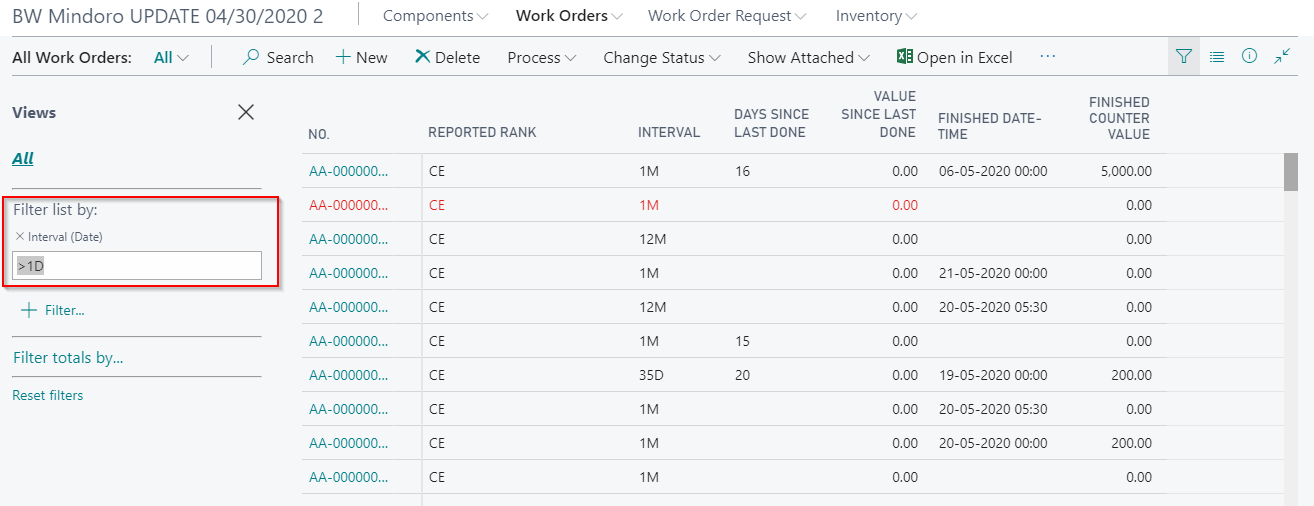 BW Mindoro UPDATE 04/30/2020 2 Components Work Orders Work Order Request Inventory
All Work Orders: All Search New Delete Process Change Status Show Attached Open in Excel ...
Views
All
Filter list by:
Interval (Date)
>1D
Filter...
Filter totals by...
Reset filters
NO. REPORTED RANK INTERVAL DAYS SINCE LAST DONE VALUE SINCE LAST DONE FINISHED DATE-TIME FINISHED COUNTER VALUE
AA-000000... CE 1M 16 0.00 06-05-2020 00:00 5,000.00
AA-000000... CE 1M 0.00 0.00
AA-000000... CE 12M 0.00 0.00
AA-000000... CE 1M 0.00 21-05-2020 00:00 0.00
AA-000000... CE 12M 0.00 20-05-2020 05:30 0.00
AA-000000... CE 1M 15 0.00 0.00
AA-000000... CE 35D 20 0.00 19-05-2020 00:00 200.00
AA-000000... CE 1M 0.00 20-05-2020 05:30 0.00
AA-000000... CE 1M 0.00 20-05-2020 00:00 200.00
AA-000000... CE 1M 0.00 0.00